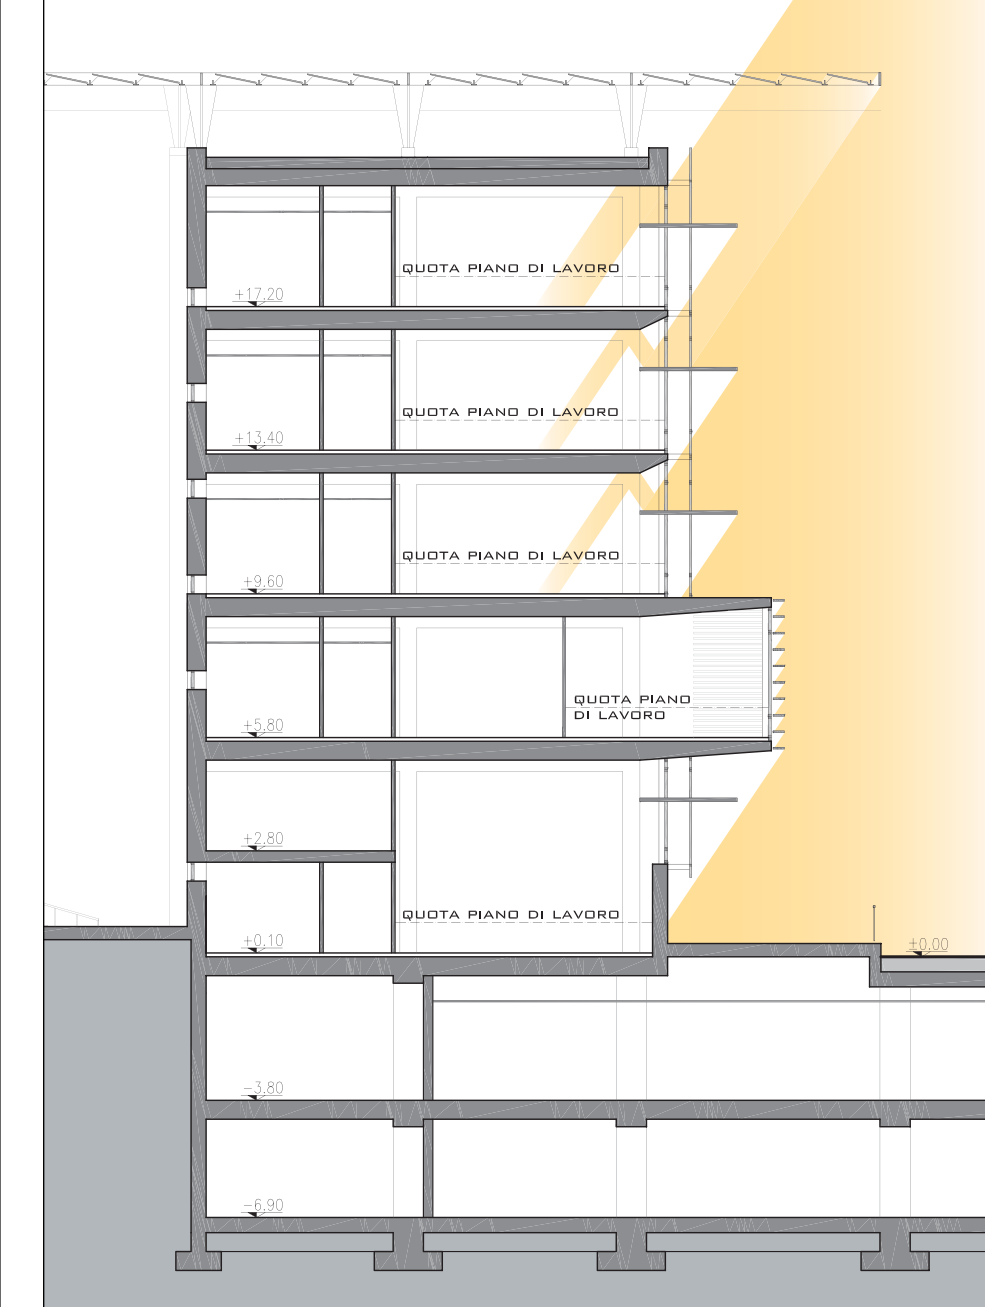 QUOTA PIANO DI LAVORO
+17.20
QUOTA PIANO DI LAVORO
+13.40
QUOTA PIANO DI LAVORO
+9.60
QUOTA PIANO
DI LAVORO
+5.80
+2.80
QUOTA PIANO DI LAVORO
+0.10
±0.00
−3.80
−6.90